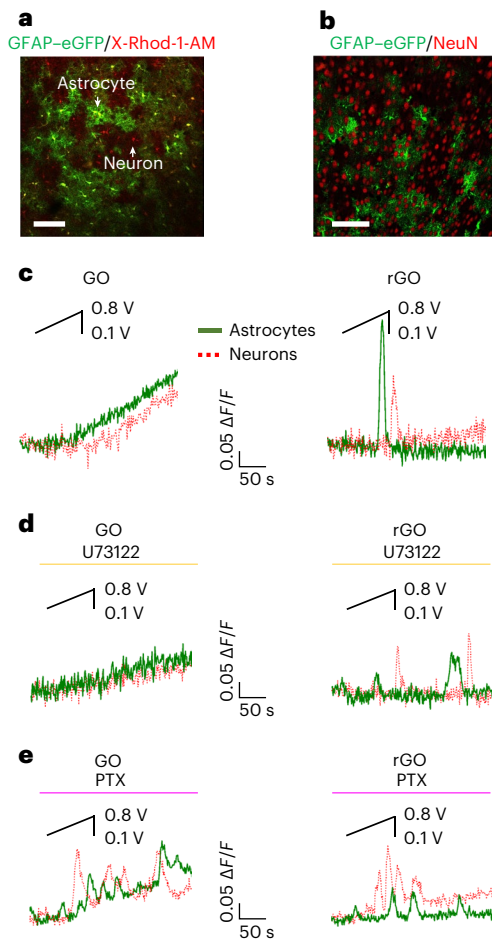 a
GFAP–eGFP/X-Rhod-1-AM
Astrocyte
Neuron
b
GFAP–eGFP/NeuN
c
GO
0.8 V
0.1 V
Astrocytes
Neurons
0.05 ΔF/F
50 s
rGO
0.8 V
0.1 V
d
GO
U73122
0.8 V
0.1 V
0.05 ΔF/F
50 s
rGO
U73122
0.8 V
0.1 V
e
GO
PTX
0.8 V
0.1 V
0.05 ΔF/F
50 s
rGO
PTX
0.8 V
0.1 V